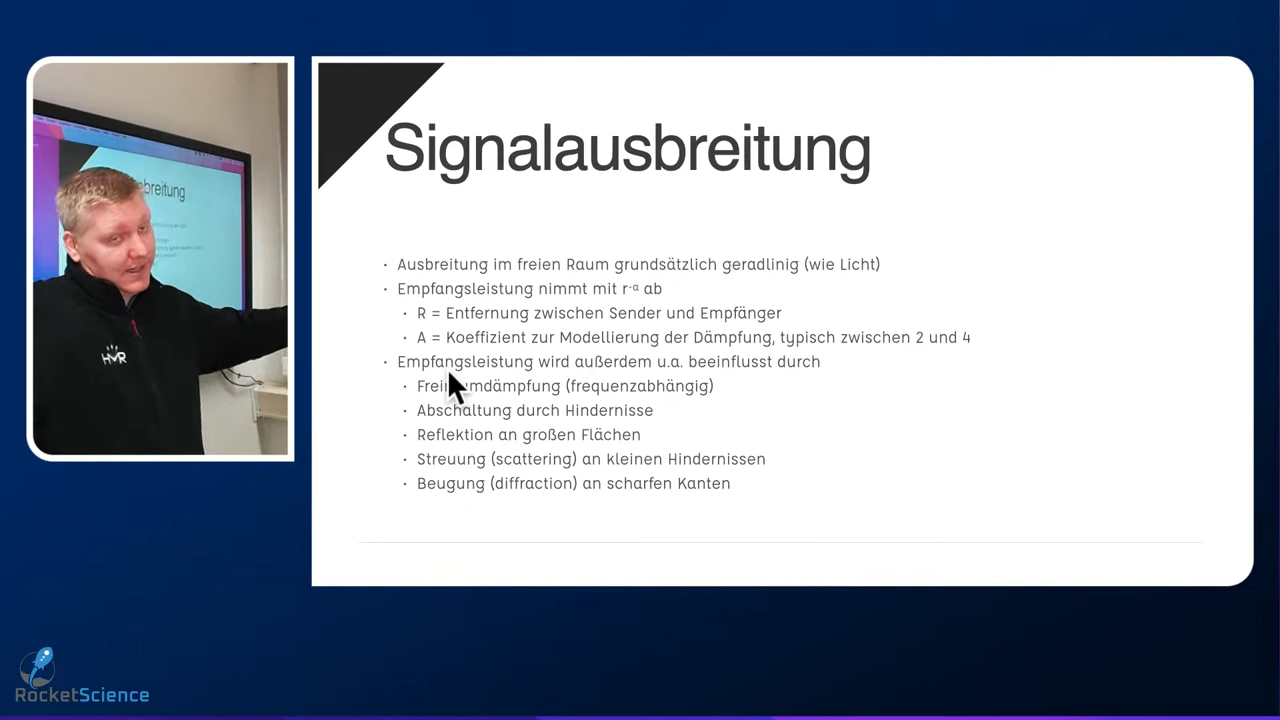 Signalausbreitung
• Ausbreitung im freien Raum grundsätzlich geradlinig (wie Licht)
• Empfangsleistung nimmt mit r⁻ᵅ ab
• R = Entfernung zwischen Sender und Empfänger
• A = Koeffizient zur Modellierung der Dämpfung, typisch zwischen 2 und 4
• Empfangsleistung wird außerdem u.a. beeinflusst durch
• (frequenzabhängig)
• Abschaltung durch Hindernisse
• Reflektion an großen Flächen
• Streuung (scattering) an kleinen Hindernissen
• Beugung (diffraction) an scharfen Kanten
breitung
HMR
RocketScience